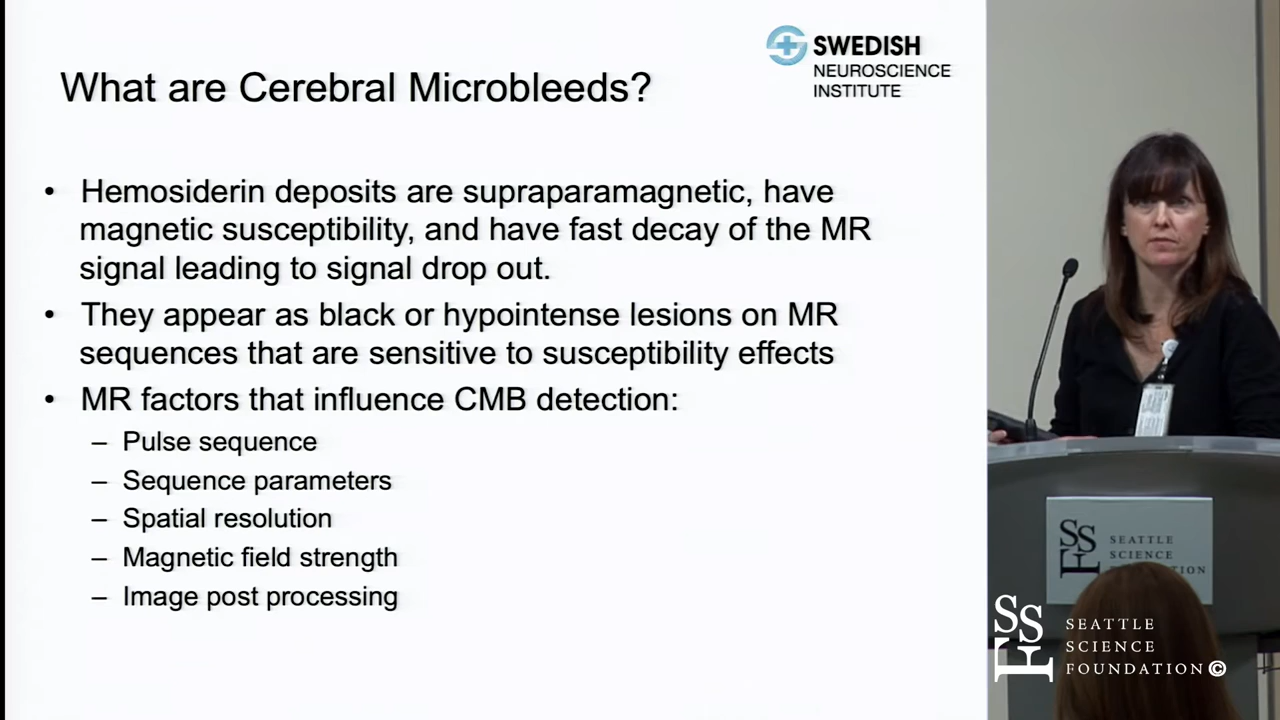 SWEDISH
NEUROSCIENCE
INSTITUTE
What are Cerebral Microbleeds?
• Hemosiderin deposits are supraparamagnetic, have
magnetic susceptibility, and have fast decay of the MR
signal leading to signal drop out.
• They appear as black or hypointense lesions on MR
sequences that are sensitive to susceptibility effects
• MR factors that influence CMB detection:
– Pulse sequence
– Sequence parameters
– Spatial resolution
– Magnetic field strength
– Image post processing
SSF
SEATTLE
SCIENCE
SSF
SEATTLE
SCIENCE
FOUNDATION©